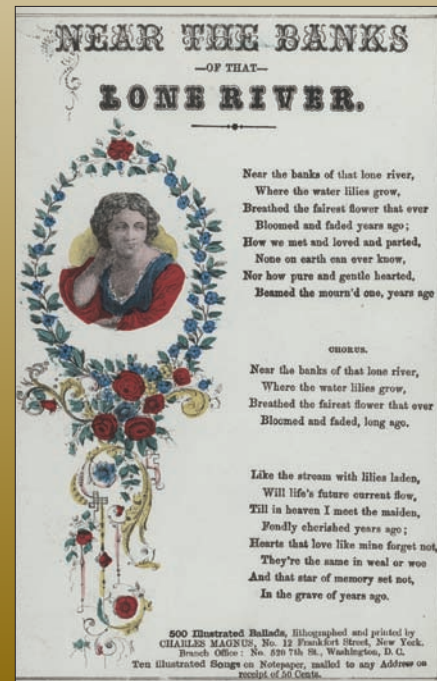 NEAR THE BANKS
—OF THAT—
LONE RIVER.
Near the banks of that lone river,
Where the water lilies grow,
Breathed the fairest flower that ever
Bloomed and faded years ago;
How we met and loved and parted,
None on earth can ever know,
Nor how pure and gentle hearted,
Beamed the mourn'd one, years ago
CHORUS.
Near the banks of that lone river,
Where the water lilies grow,
Breathed the fairest flower that ever
Bloomed and faded, long ago.
Like the stream with lilies laden,
Will life's future current flow,
Till in heaven I meet the maiden,
Fondly cherished years ago;
Hearts that love like mine forget not,
They're the same in weal or woe
And that star of memory set not,
In the grave of years ago.
500 Illustrated Ballads, lithographed and printed by
CHARLES MAGNUS, No. 12 Frankfort Street, New York.
Branch Office: No. 520 7th St., Washington, D. C.
Ten illustrated Songs on Notepaper, mailed to any Address on
receipt of 50 Cents.